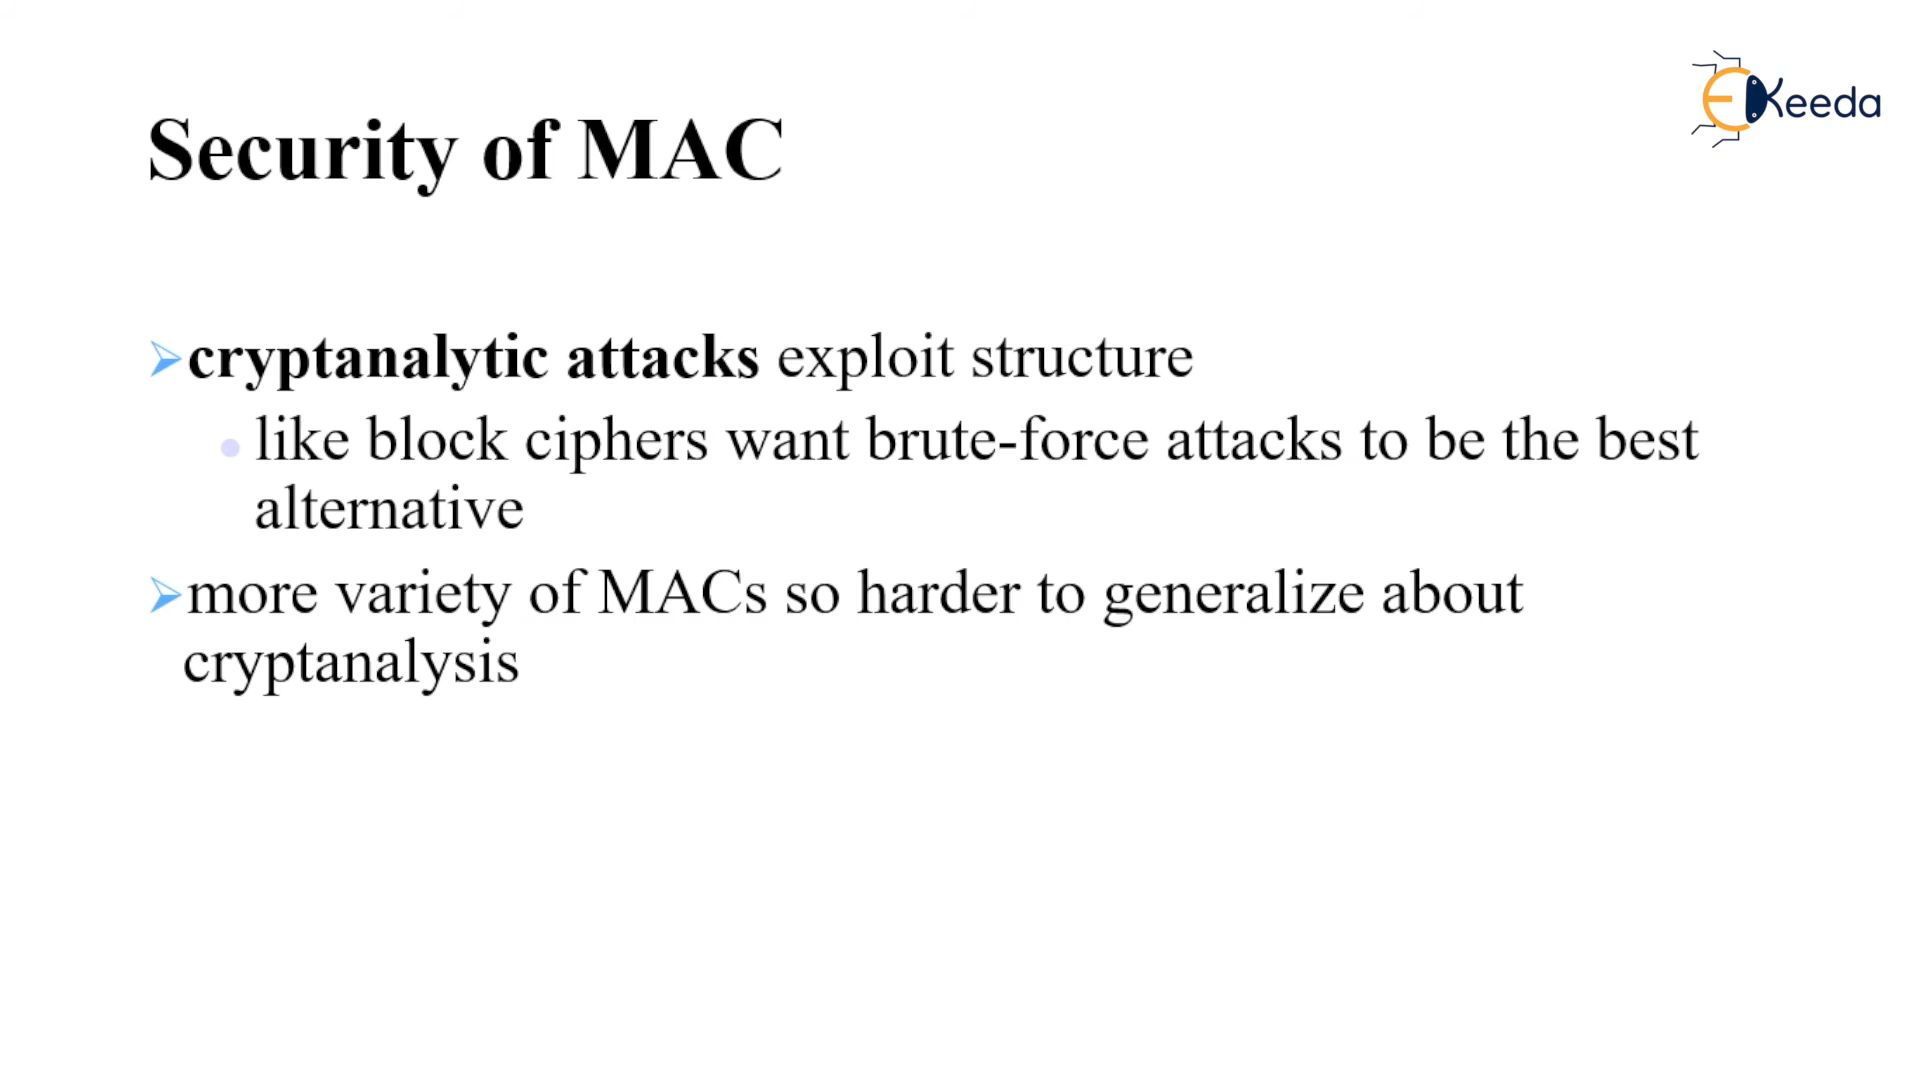 EKeeda
Security of MAC
cryptanalytic attacks exploit structure
like block ciphers want brute-force attacks to be the best
alternative
more variety of MACs so harder to generalize about
cryptanalysis